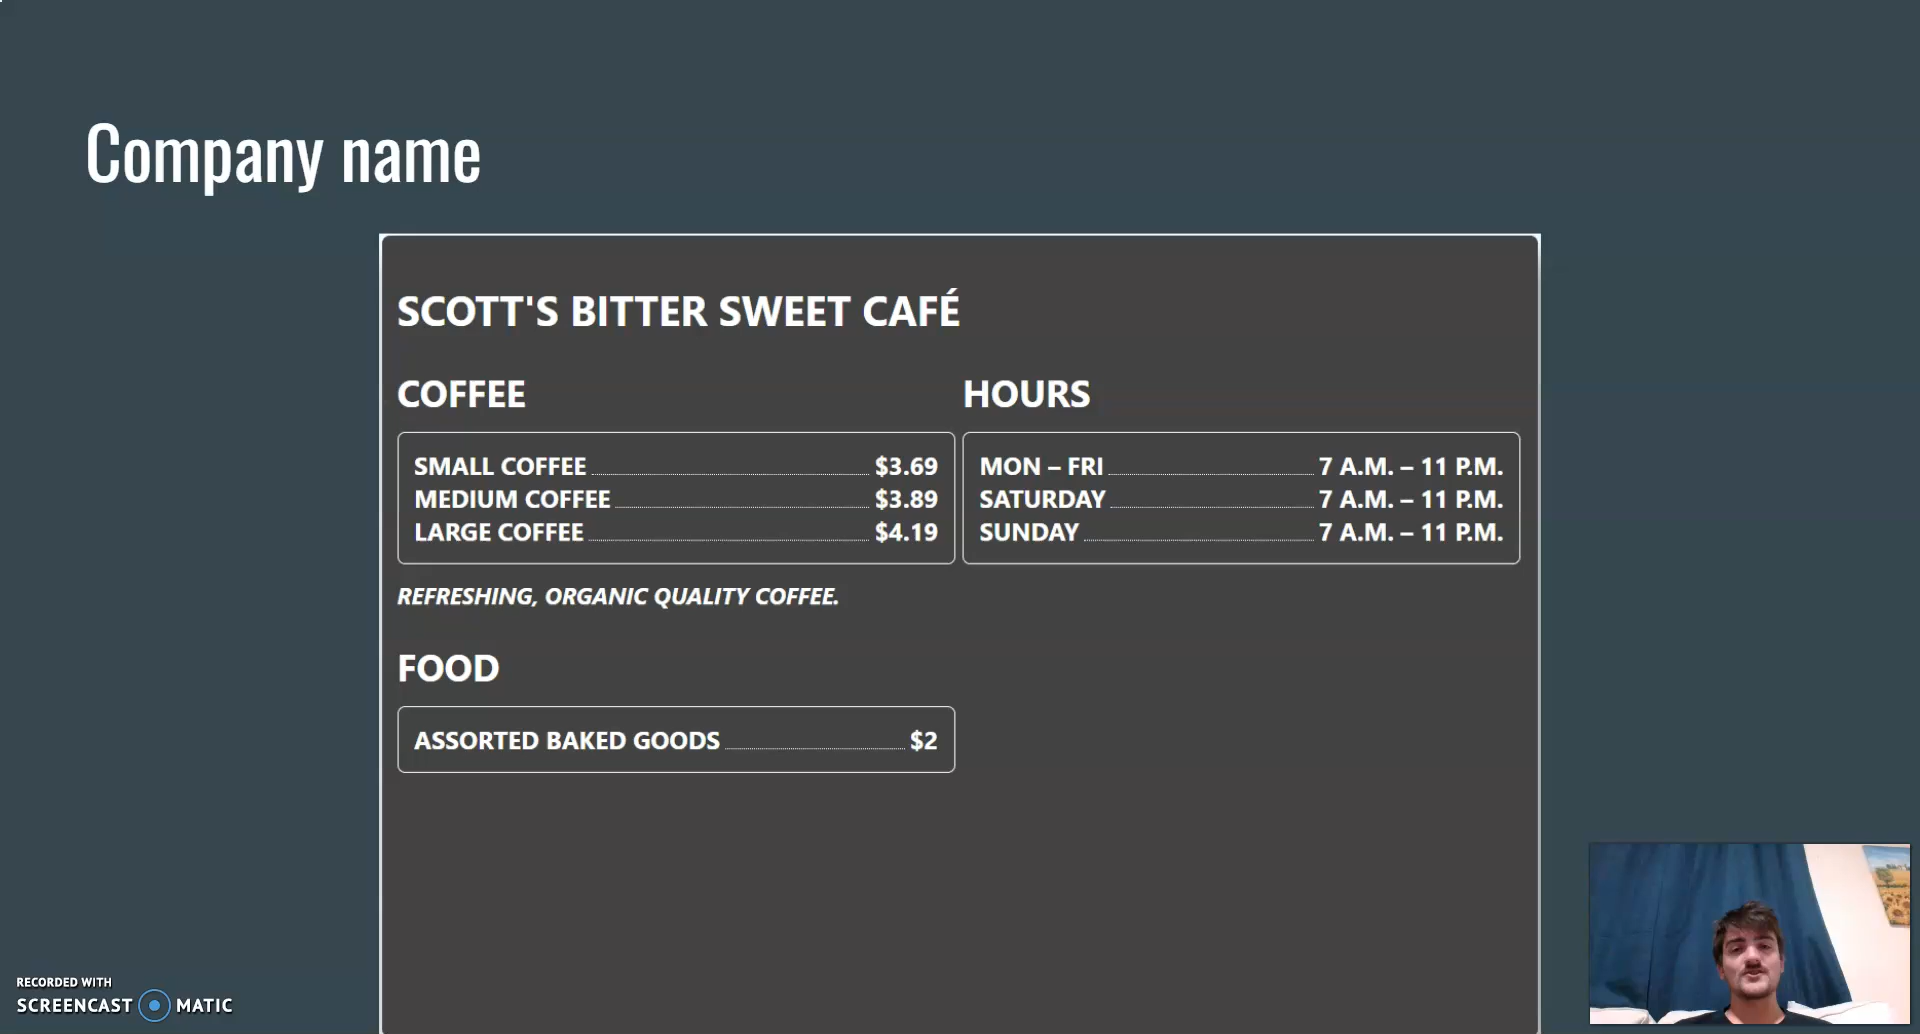 Company name
SCOTT'S BITTER SWEET CAFÉ
COFFEE
SMALL COFFEE $3.69
MEDIUM COFFEE $3.89
LARGE COFFEE $4.19
REFRESHING, ORGANIC QUALITY COFFEE.
HOURS
MON – FRI 7 A.M. – 11 P.M.
SATURDAY 7 A.M. – 11 P.M.
SUNDAY 7 A.M. – 11 P.M.
FOOD
ASSORTED BAKED GOODS $2
RECORDED WITH
SCREENCAST MATIC